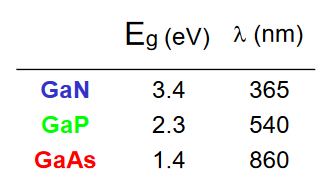 Eg (eV) λ (nm)
GaN 3.4 365
GaP 2.3 540
GaAs 1.4 860